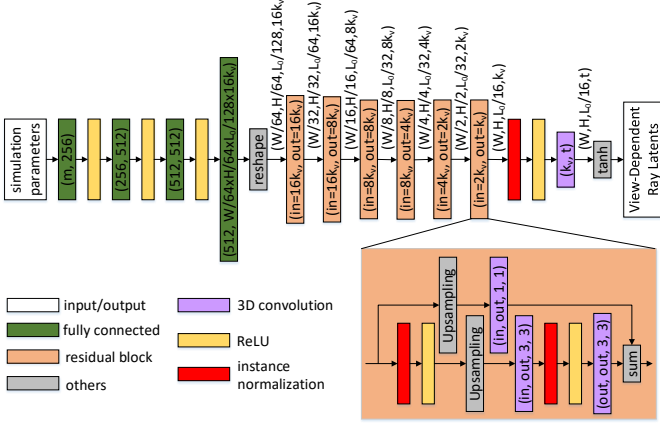 simulation
parameters
(m, 256)
(256, 512)
(512, 512)
(512, W/64xH/64xL₀/128x16kᵥ)
reshape
(W/64,H/64,L₀/128,16kᵥ)
(in=16kᵥ, out=16kᵥ)
(W/32,H/32,L₀/64,16kᵥ)
(in=16kᵥ, out=8kᵥ)
(W/16,H/16,L₀/64,8kᵥ)
(in=8kᵥ, out=8kᵥ)
(W/8,H/8,L₀/32,8kᵥ)
(in=8kᵥ, out=4kᵥ)
(W/4,H/4,L₀/32,4kᵥ)
(in=4kᵥ, out=2kᵥ)
(W/2,H/2,L₀/32,2kᵥ)
(in=2kᵥ, out=kᵥ)
(W,H,L₀/16,kᵥ)
(kᵥ, t)
(W,H,L₀/16,t)
tanh
View-Dependent
Ray Latents
input/output
fully connected
residual block
others
3D convolution
ReLU
instance
normalization
Upsampling
(in, out, 1, 1)
Upsampling
(in, out, 3, 3)
(out, out, 3, 3)
sum